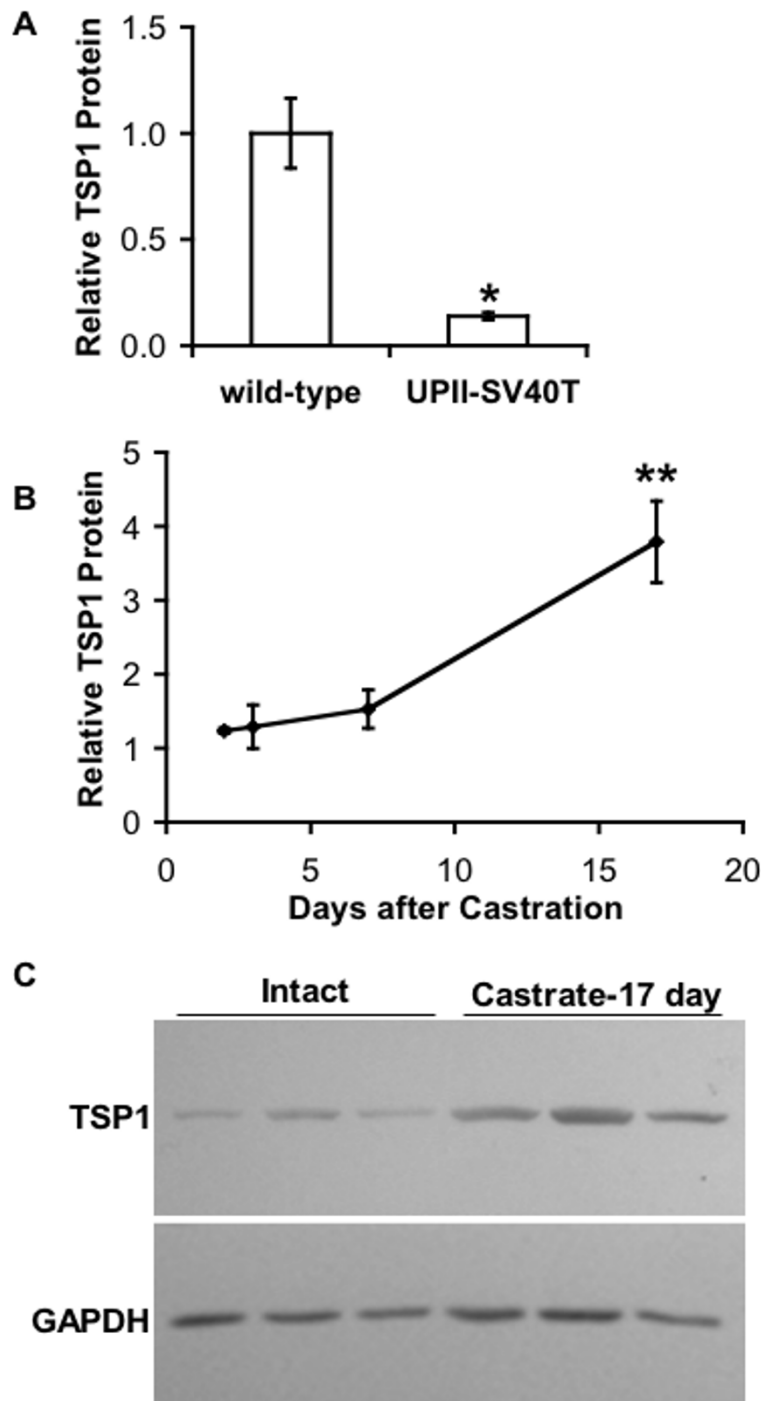 A
Relative TSP1 Protein
1.5
1.0
0.5
0.0
*
wild-type UPII-SV40T
B
Relative TSP1 Protein
5
4
3
2
1
0
**
0 5 10 15 20
Days after Castration
C
Intact Castrate-17 day
TSP1
GAPDH